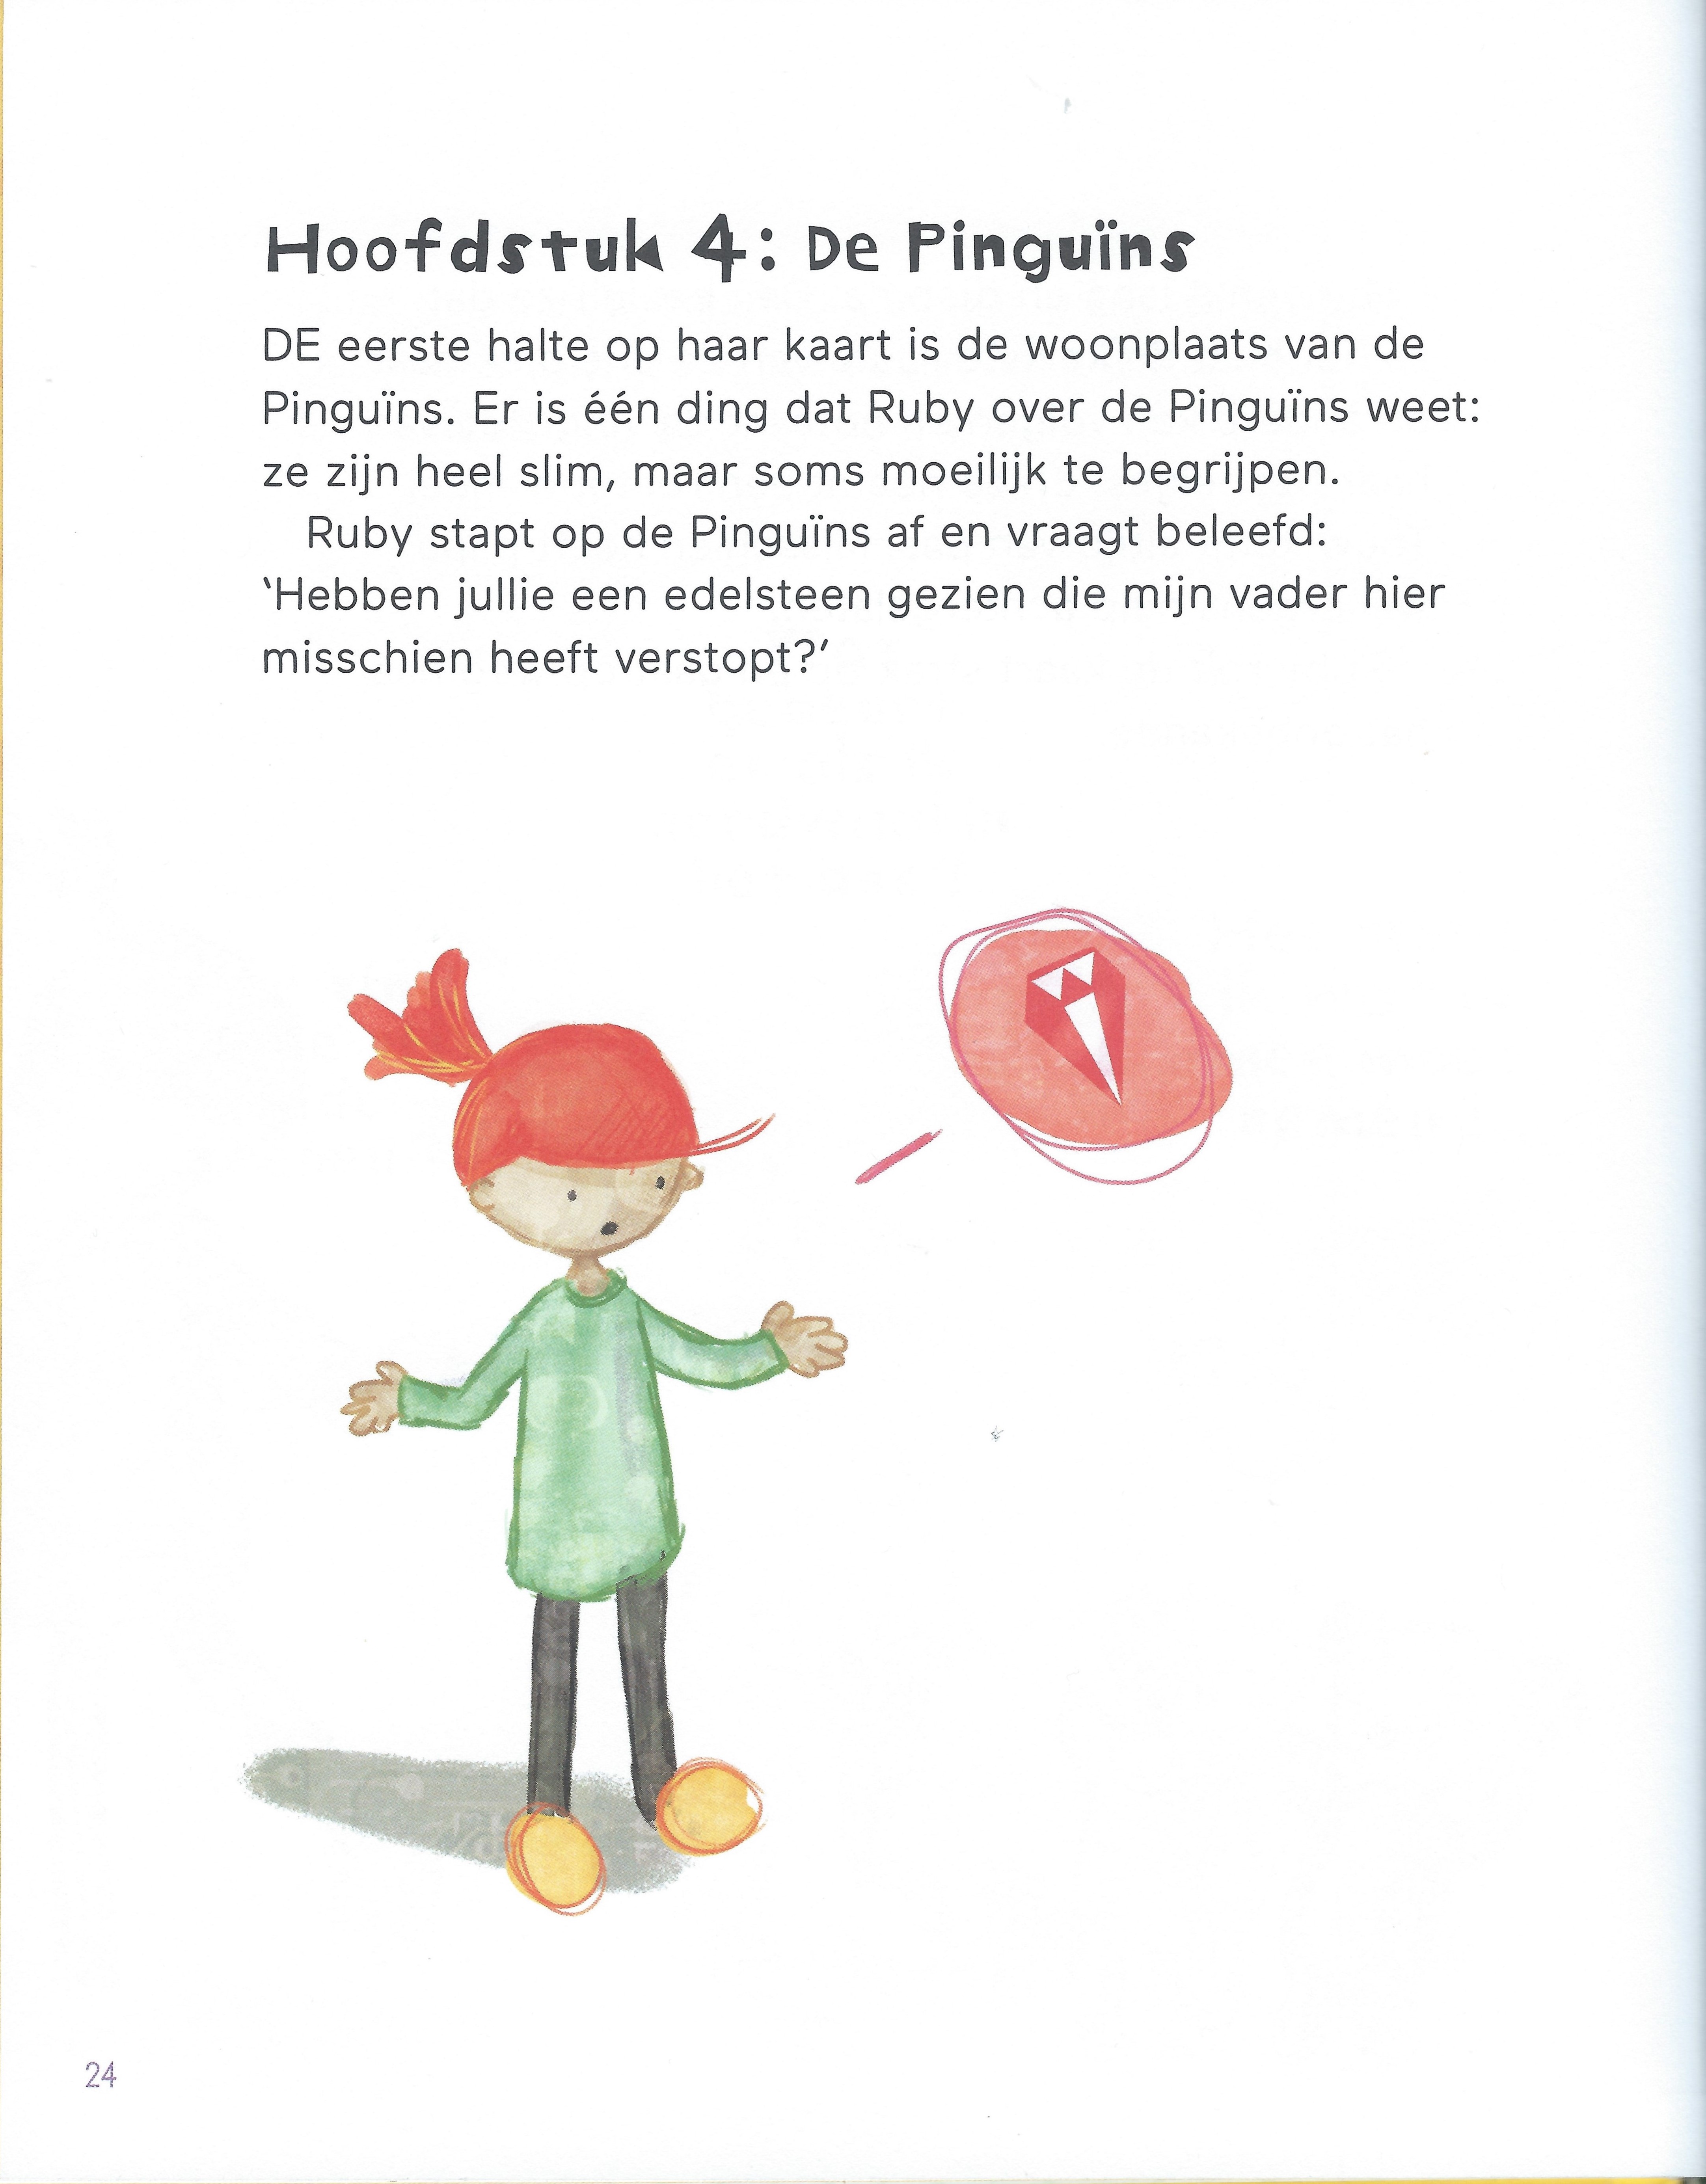 Hoofdstuk 4: De Pinguïns
DE eerste halte op haar kaart is de woonplaats van de
Pinguïns. Er is één ding dat Ruby over de Pinguïns weet:
ze zijn heel slim, maar soms moeilijk te begrijpen.
Ruby stapt op de Pinguïns af en vraagt beleefd:
‘Hebben jullie een edelsteen gezien die mijn vader hier
misschien heeft verstopt?’
24